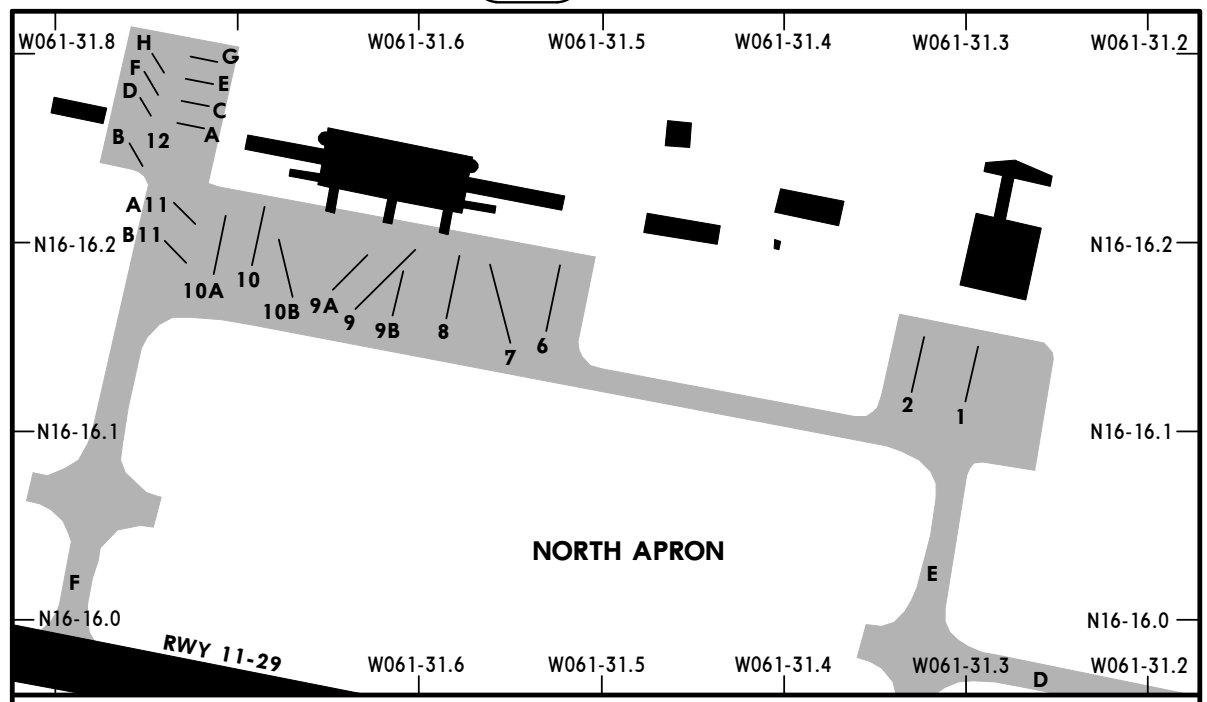 W061-31.8 W061-31.6 W061-31.5 W061-31.4 W061-31.3 W061-31.2
H
G
F
E
D
C
B 12 A
A11
B11
N16-16.2 N16-16.2
10A 10 10B 9A 9 9B 8 7 6
2 1
N16-16.1 N16-16.1
NORTH APRON
F E
N16-16.0 N16-16.0
RWY 11-29
W061-31.6 W061-31.5 W061-31.4 W061-31.3 W061-31.2
D